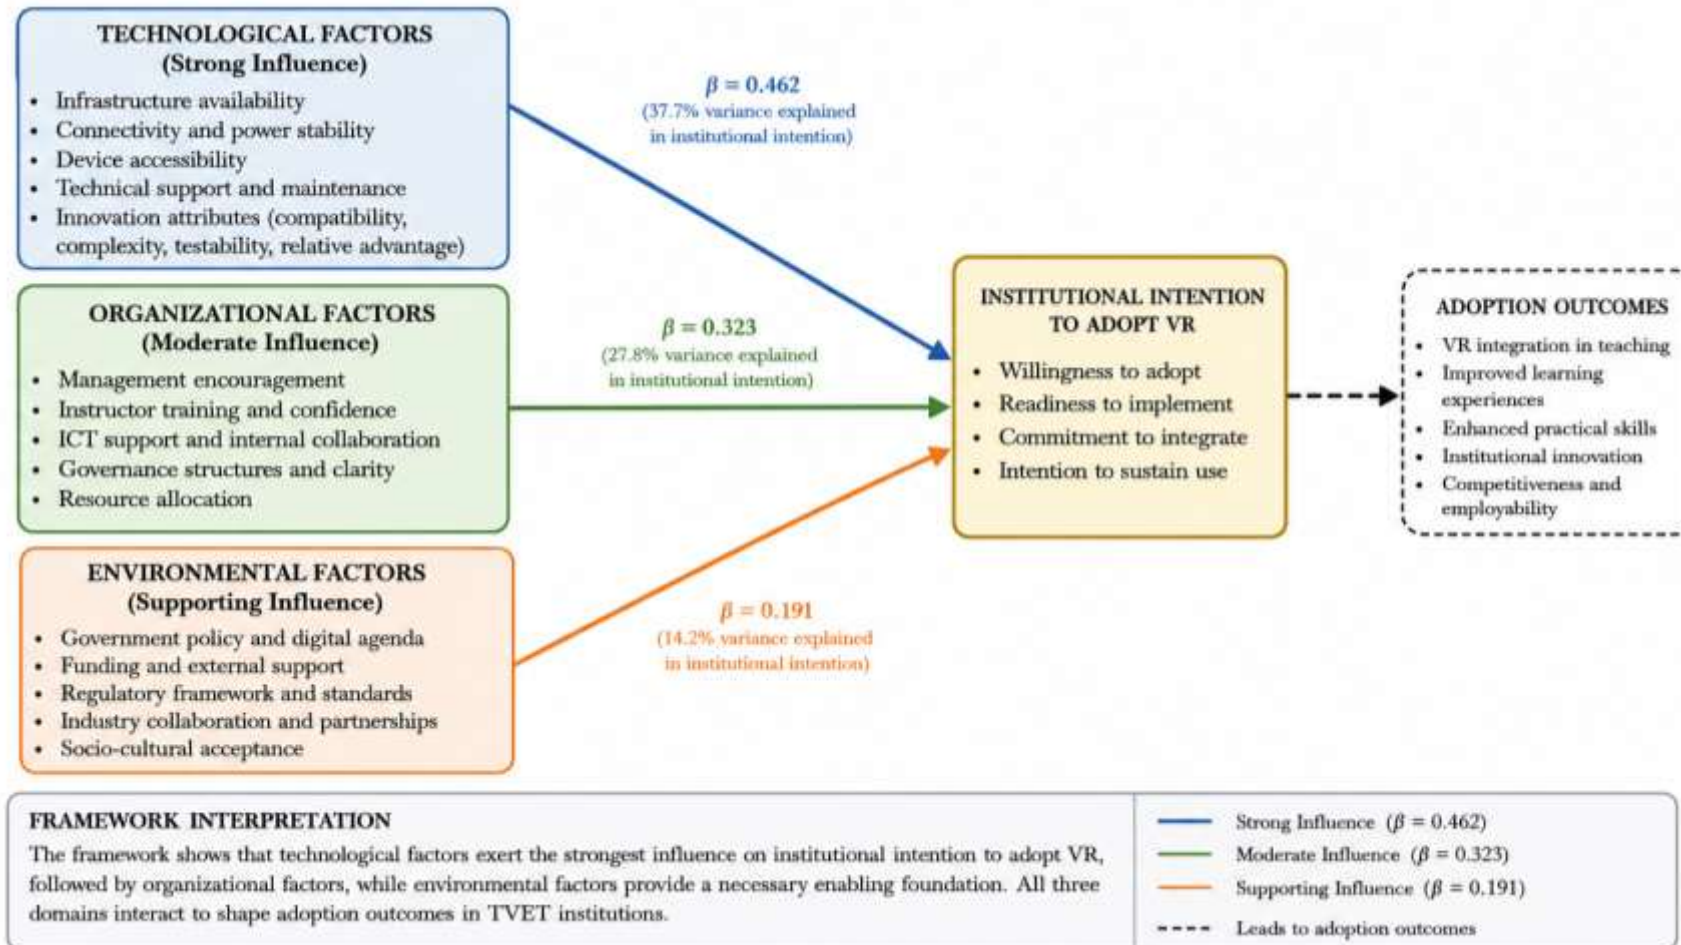 TECHNOLOGICAL FACTORS
(Strong Influence)
• Infrastructure availability
• Connectivity and power stability
• Device accessibility
• Technical support and maintenance
• Innovation attributes (compatibility,
complexity, testability, relative advantage)
β = 0.462
(37.7% variance explained
in institutional intention)
ORGANIZATIONAL FACTORS
(Moderate Influence)
• Management encouragement
• Instructor training and confidence
• ICT support and internal collaboration
• Governance structures and clarity
• Resource allocation
β = 0.323
(27.8% variance explained
in institutional intention)
ENVIRONMENTAL FACTORS
(Supporting Influence)
• Government policy and digital agenda
• Funding and external support
• Regulatory framework and standards
• Industry collaboration and partnerships
• Socio-cultural acceptance
β = 0.191
(14.2% variance explained
in institutional intention)
INSTITUTIONAL INTENTION
TO ADOPT VR
• Willingness to adopt
• Readiness to implement
• Commitment to integrate
• Intention to sustain use
ADOPTION OUTCOMES
• VR integration in teaching
• Improved learning
experiences
• Enhanced practical skills
• Institutional innovation
• Competitiveness and
employability
FRAMEWORK INTERPRETATION
The framework shows that technological factors exert the strongest influence on institutional intention to adopt VR,
followed by organizational factors, while environmental factors provide a necessary enabling foundation. All three
domains interact to shape adoption outcomes in TVET institutions.
Strong Influence (β = 0.462)
Moderate Influence (β = 0.323)
Supporting Influence (β = 0.191)
Leads to adoption outcomes